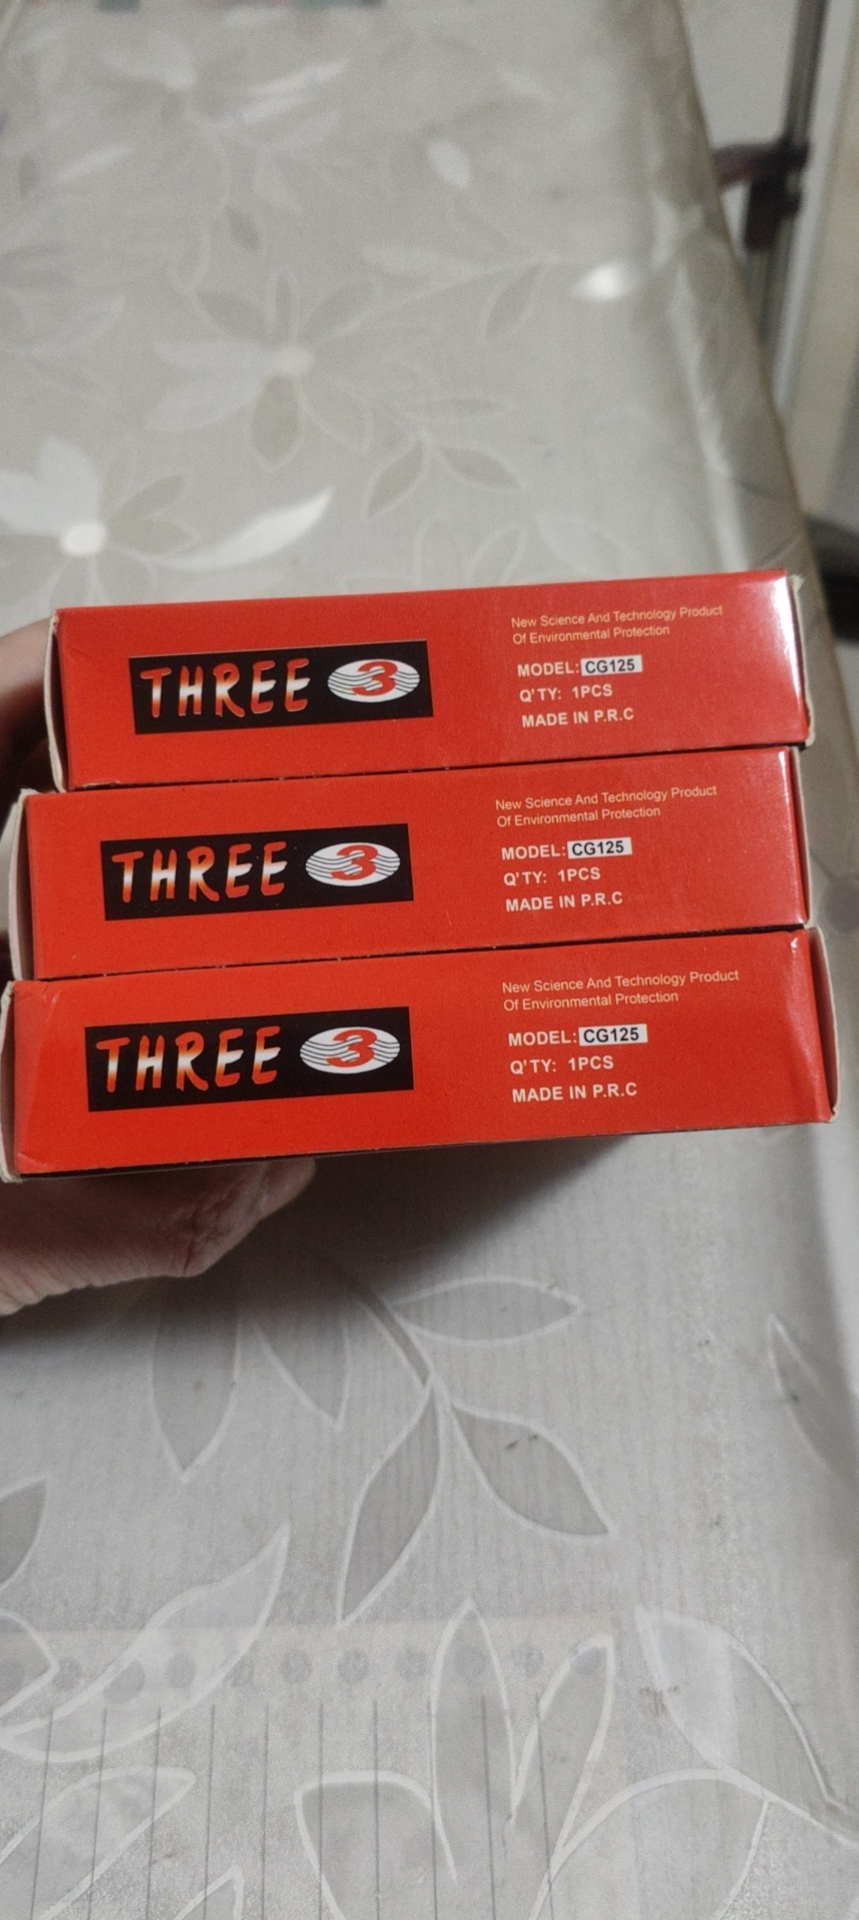 THREE 3
New Science And Technology Product
Of Environmental Protection
MODEL: CG125
Q'TY: 1PCS
MADE IN P.R.C
THREE 3
New Science And Technology Product
Of Environmental Protection
MODEL: CG125
Q'TY: 1PCS
MADE IN P.R.C
THREE 3
New Science And Technology Product
Of Environmental Protection
MODEL: CG125
Q'TY: 1PCS
MADE IN P.R.C